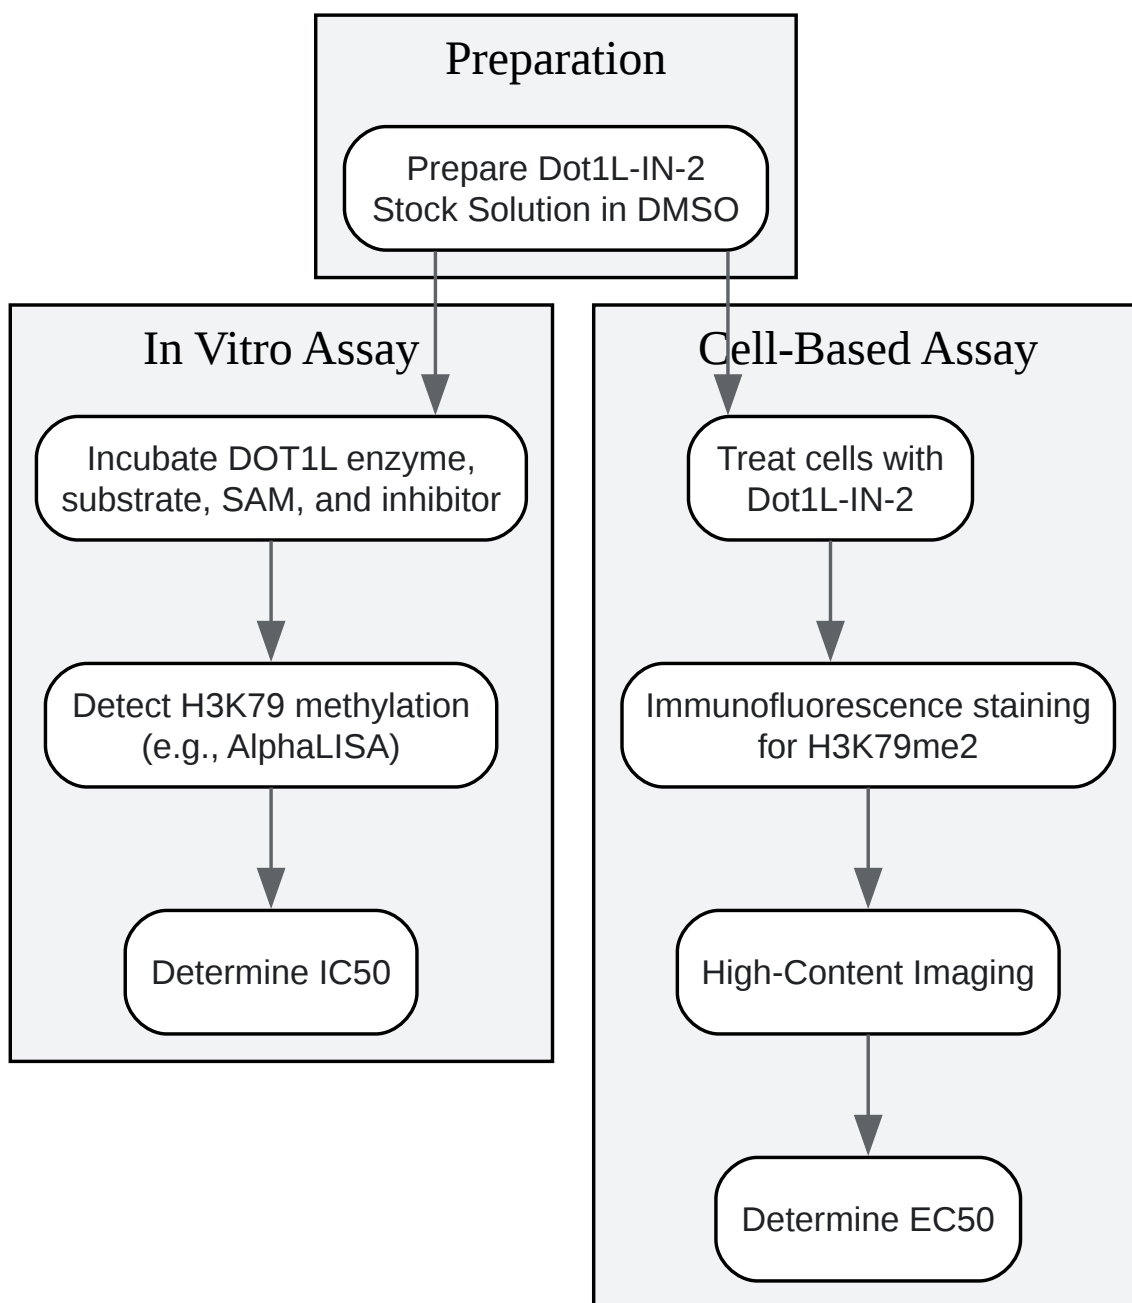 Preparation
Prepare Dot1L-IN-2
Stock Solution in DMSO
In Vitro Assay
Incubate DOT1L enzyme,
substrate, SAM, and inhibitor
Detect H3K79 methylation
(e.g., AlphaLISA)
Determine IC50
Cell-Based Assay
Treat cells with
Dot1L-IN-2
Immunofluorescence staining
for H3K79me2
High-Content Imaging
Determine EC50